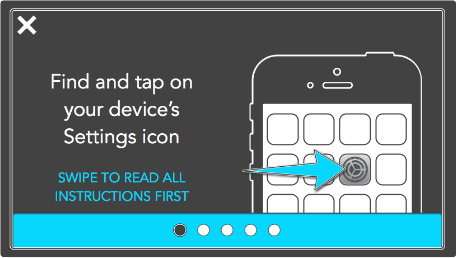 Find and tap on
your device's
Settings icon
SWIPE TO READ ALL
INSTRUCTIONS FIRST